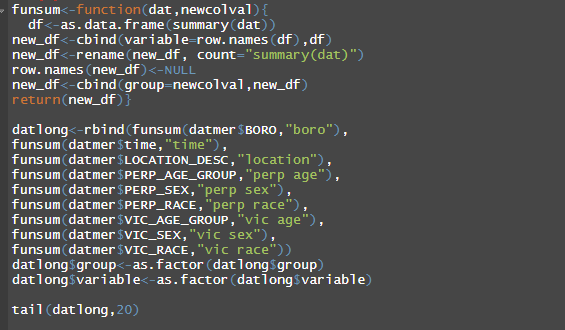 funsum<-function(dat,newcolval){
  df<-as.data.frame(summary(dat))
new_df<-cbind(variable=row.names(df),df)
new_df<-rename(new_df, count="summary(dat)")
row.names(new_df)<-NULL
new_df<-cbind(group=newcolval,new_df)
return(new_df)}

datlong<-rbind(funsum(datmer$BORO,"boro"),
funsum(datmer$time,"time"),
funsum(datmer$LOCATION_DESC,"location"),
funsum(datmer$PERP_AGE_GROUP,"perp age"),
funsum(datmer$PERP_SEX,"perp sex"),
funsum(datmer$PERP_RACE,"perp race"),
funsum(datmer$VIC_AGE_GROUP,"vic age"),
funsum(datmer$VIC_SEX,"vic sex"),
funsum(datmer$VIC_RACE,"vic race"))
datlong$group<-as.factor(datlong$group)
datlong$variable<-as.factor(datlong$variable)

tail(datlong,20)